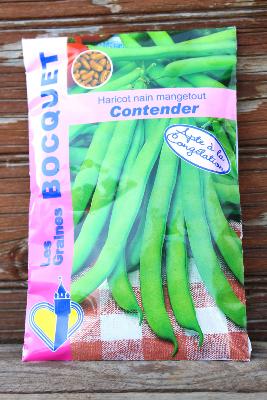 Les
Graines
BOCQUET
Haricot nain mangetout
Contender
Apte à la
Congélation